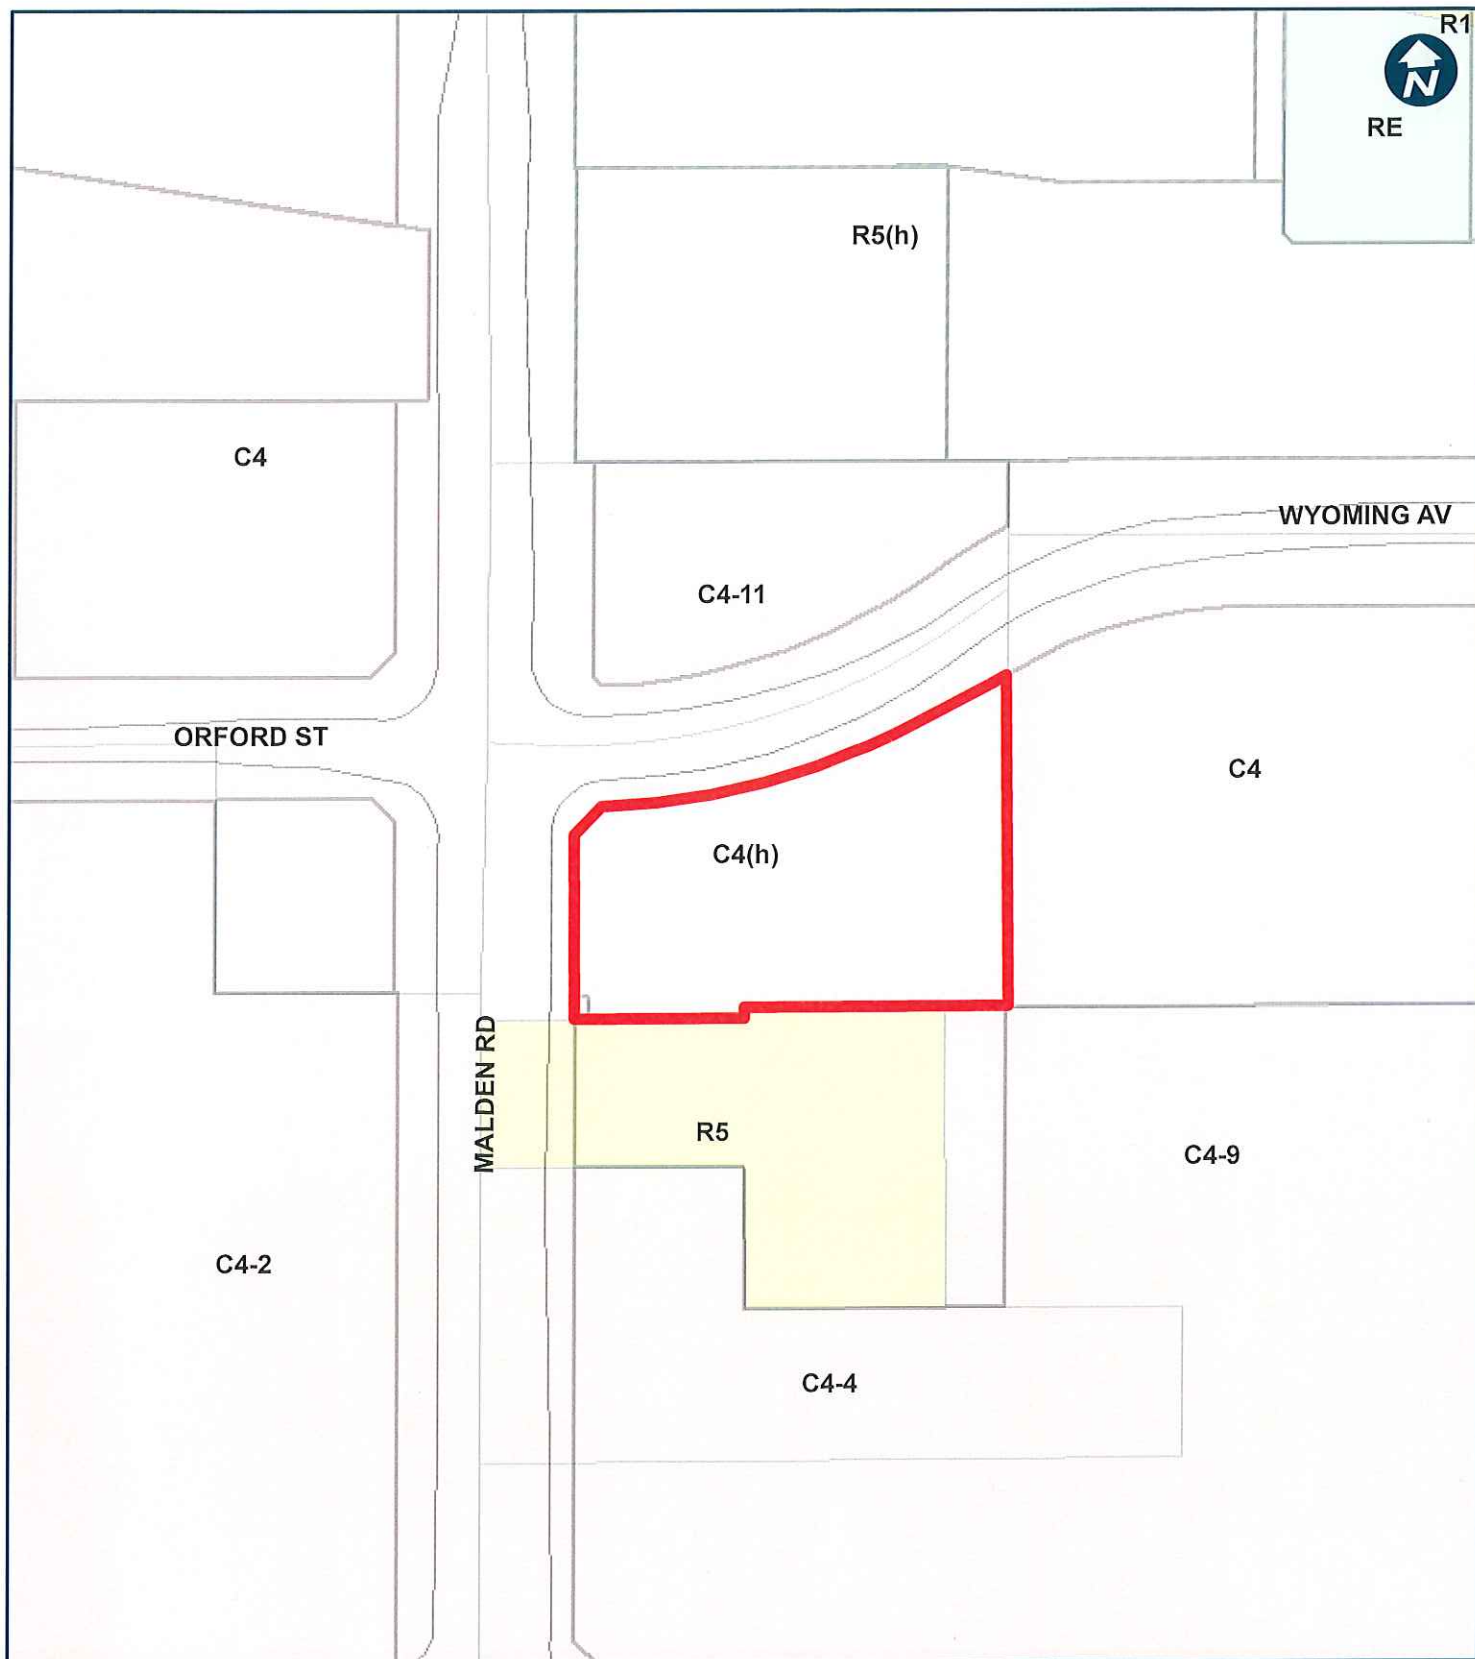 R1
N
RE
R5(h)
C4
WYOMING AV
C4-11
ORFORD ST
C4
C4(h)
MALDEN RD
R5
C4-9
C4-2
C4-4